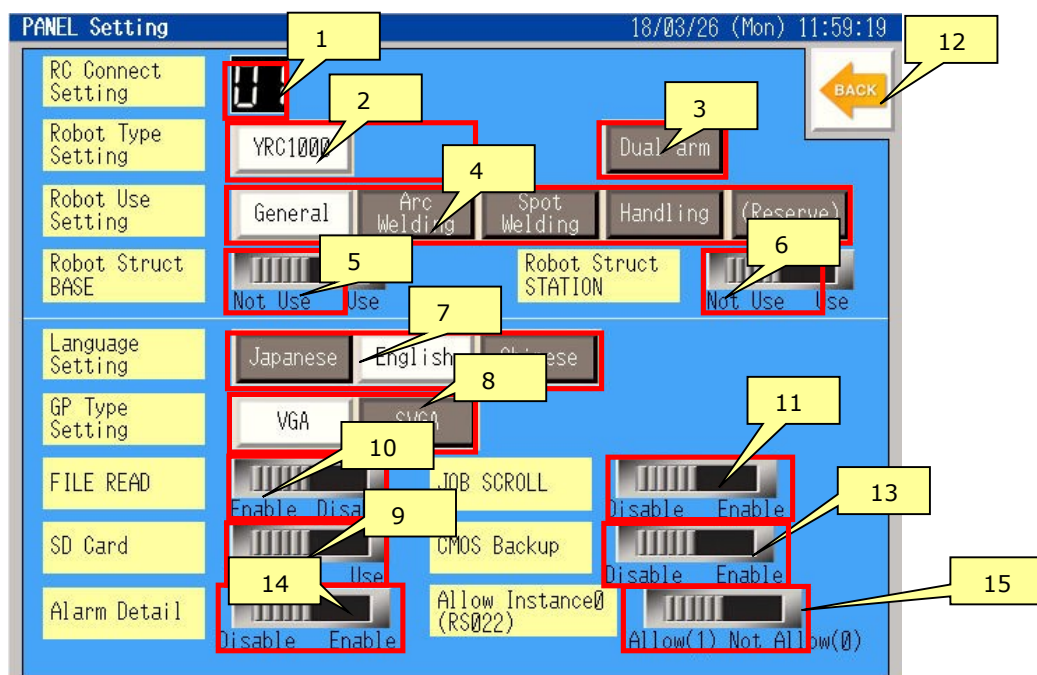 PANEL Setting 18/03/26 (Mon) 11:59:19
1
12
RC Connect
Setting
BACK
2
3
Robot Type
Setting
YRC1000
Dual arm
4
Robot Use
Setting
General
Arc
Welding
Spot
Welding
Handling
(Reserve)
5
6
Robot Struct
BASE
Not Use Use
Robot Struct
STATION
Not Use Use
7
Language
Setting
Japanese
English
Chinese
8
GP Type
Setting
VGA
SVGA
11
10
FILE READ
Enable
JOB SCROLL
Disable Enable
9
13
SD Card
Use
CMOS Backup
Disable Enable
14
15
Alarm Detail
Disable Enable
Allow Instance0
(RS022)
Allow(1) Not Allow(0)